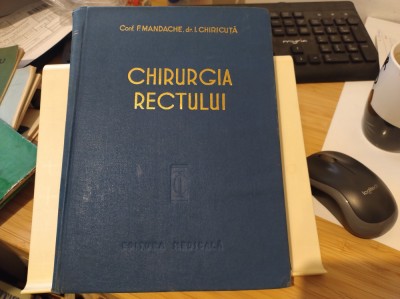 Conf. F. MANDACHE, dr. I. CHIRICUȚĂ
CHIRURGIA
RECTULUI
EDITURA MEDICALĂ